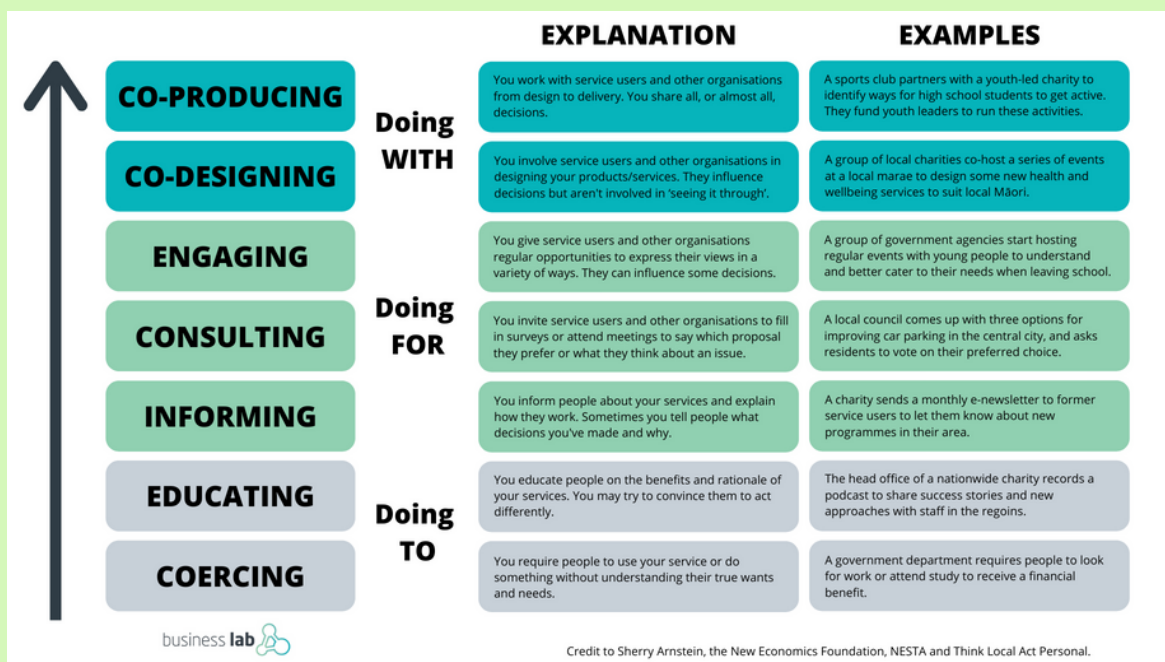 EXPLANATION
EXAMPLES
CO-PRODUCING
Doing
WITH
You work with service users and other organisations
from design to delivery. You share all, or almost all,
decisions.
A sports club partners with a youth-led charity to
identify ways for high school students to get active.
They fund youth leaders to run these activities.
CO-DESIGNING
You involve service users and other organisations in
designing your products/services. They influence
decisions but aren't involved in 'seeing it through'.
A group of local charities co-host a series of events
at a local marae to design some new health and
wellbeing services to suit local Māori.
ENGAGING
Doing
FOR
You give service users and other organisations
regular opportunities to express their views in a
variety of ways. They can influence some decisions.
A group of government agencies start hosting
regular events with young people to understand
and better cater to their needs when leaving school.
CONSULTING
You invite service users and other organisations to fill
in surveys or attend meetings to say which proposal
they prefer or what they think about an issue.
A local council comes up with three options for
improving car parking in the central city, and asks
residents to vote on their preferred choice.
INFORMING
You inform people about your services and explain
how they work. Sometimes you tell people what
decisions you've made and why.
A charity sends a monthly e-newsletter to former
service users to let them know about new
programmes in their area.
EDUCATING
Doing
TO
You educate people on the benefits and rationale of
your services. You may try to convince them to act
differently.
The head office of a nationwide charity records a
podcast to share success stories and new
approaches with staff in the regoins.
COERCING
You require people to use your service or do
something without understanding their true wants
and needs.
A government department requires people to look
for work or attend study to receive a financial
benefit.
business lab
Credit to Sherry Arnstein, the New Economics Foundation, NESTA and Think Local Act Personal.